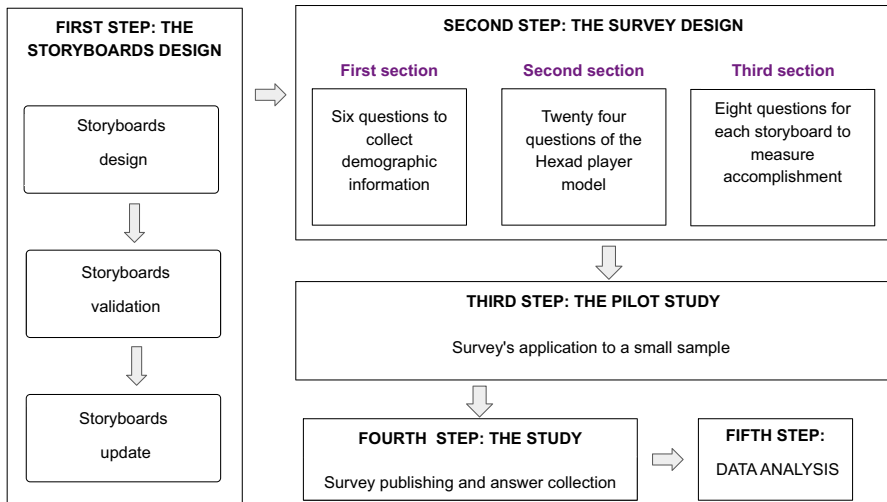 FIRST STEP: THE
STORYBOARDS DESIGN
Storyboards
design
Storyboards
validation
Storyboards
update
SECOND STEP: THE SURVEY DESIGN
First section
Six questions to
collect
demographic
information
Second section
Twenty four
questions of the
Hexad player
model
Third section
Eight questions for
each storyboard to
measure
accomplishment
THIRD STEP: THE PILOT STUDY
Survey's application to a small sample
FOURTH STEP: THE STUDY
Survey publishing and answer collection
FIFTH STEP:
DATA ANALYSIS